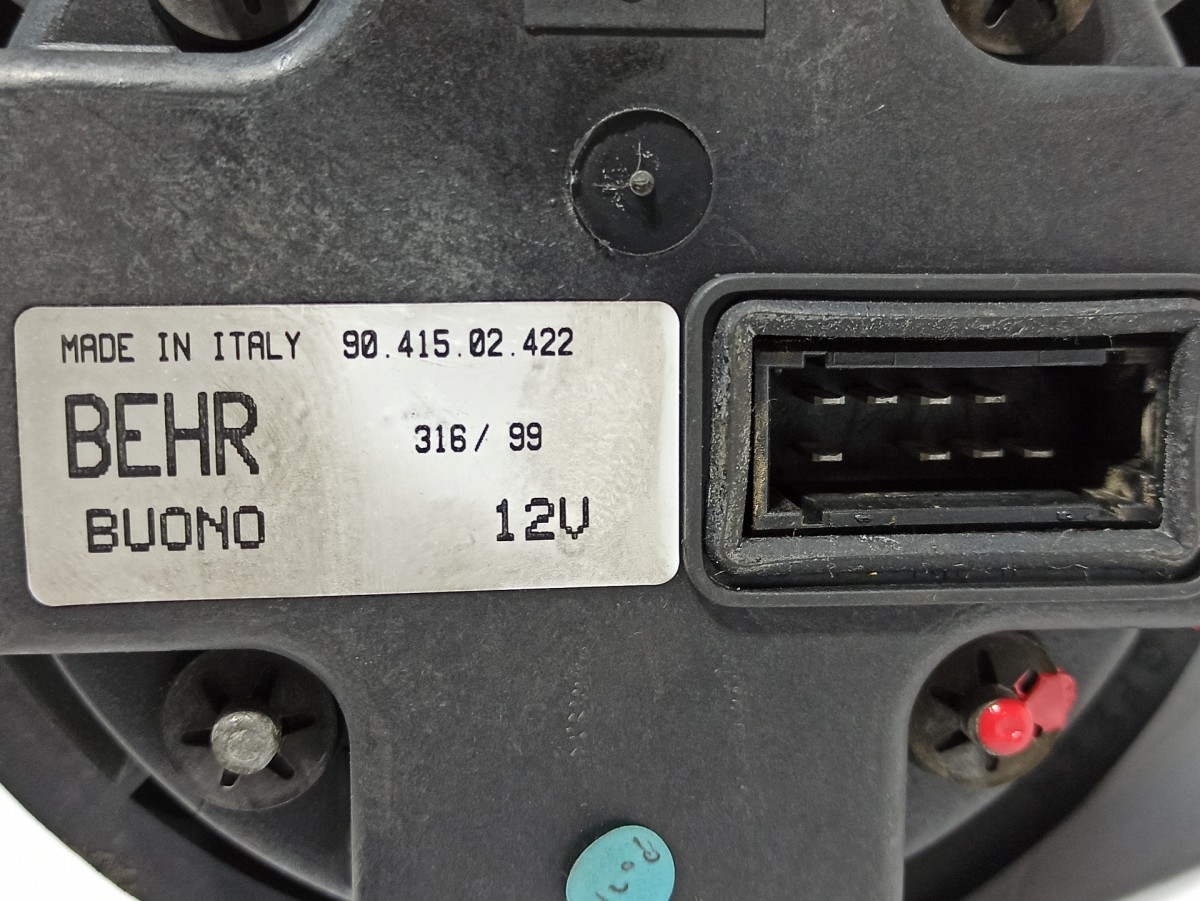 MADE IN ITALY 90.415.02.422
BEHR 316/ 99
BUONO 12V